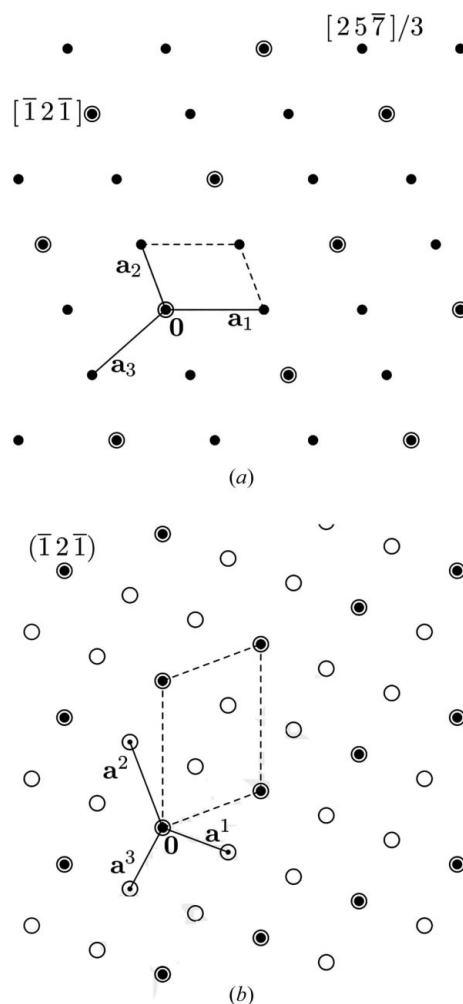 [2 5 7̅]/3
[1̅ 2 1̅]
a₂
a₁
0
a₃
(a)
(1̅ 2 1̅)
a²
a¹
0
a³
(b)